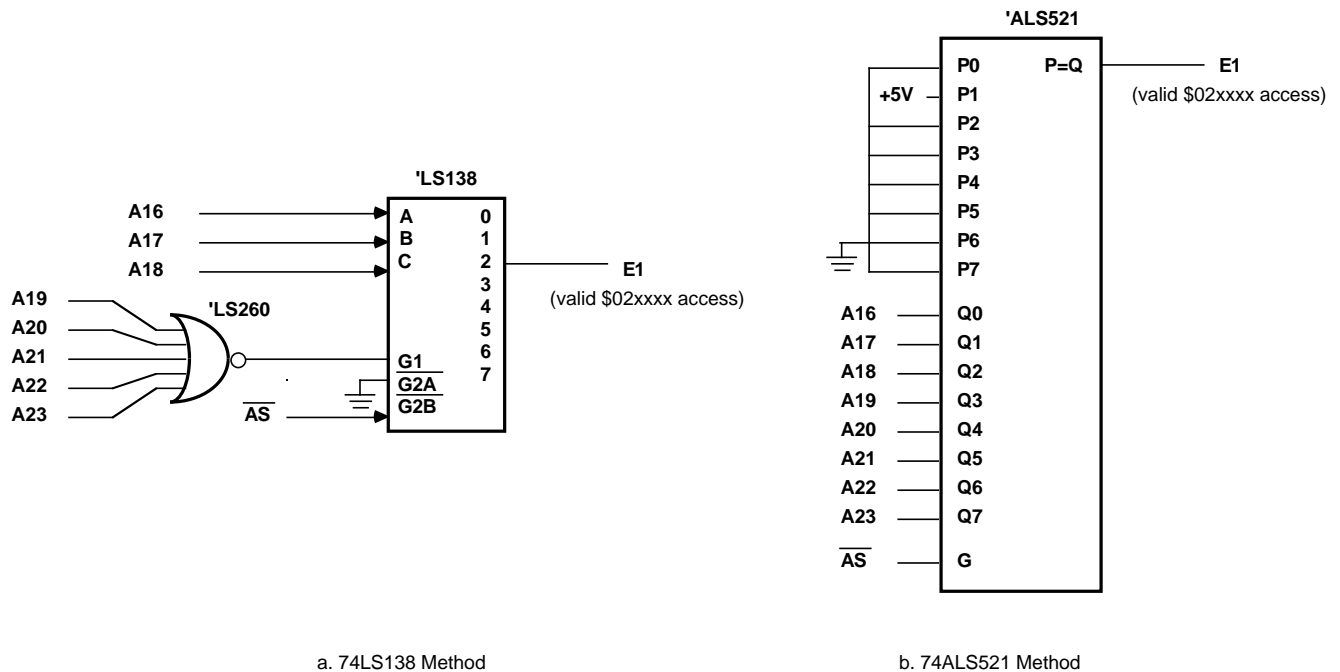 'ALS521
P0
P=Q
E1
(valid $02xxxx access)
+5V
P1
P2
P3
P4
P5
P6
P7
A16
Q0
A17
Q1
A18
Q2
A19
Q3
A20
Q4
A21
Q5
A22
Q6
A23
Q7
AS
G
'LS138
A16
A
0
A17
B
1
A18
C
2
E1
(valid $02xxxx access)
3
4
5
6
7
A19
'LS260
A20
A21
A22
A23
G1
G2A
G2B
AS
a. 74LS138 Method
b. 74ALS521 Method